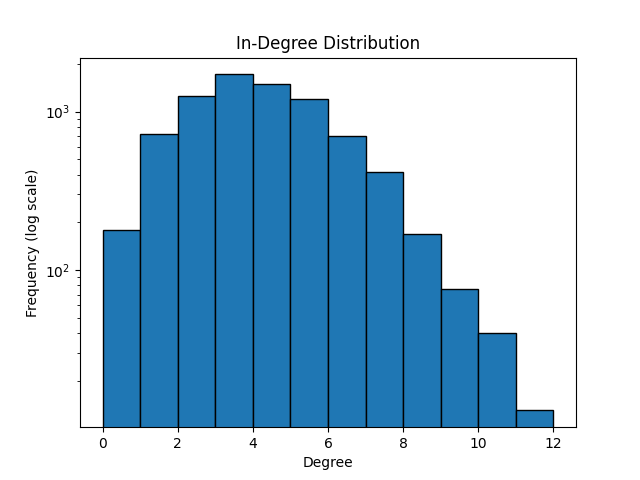 In-Degree Distribution
Frequency (log scale)
10³
10²
0 2 4 6 8 10 12
Degree